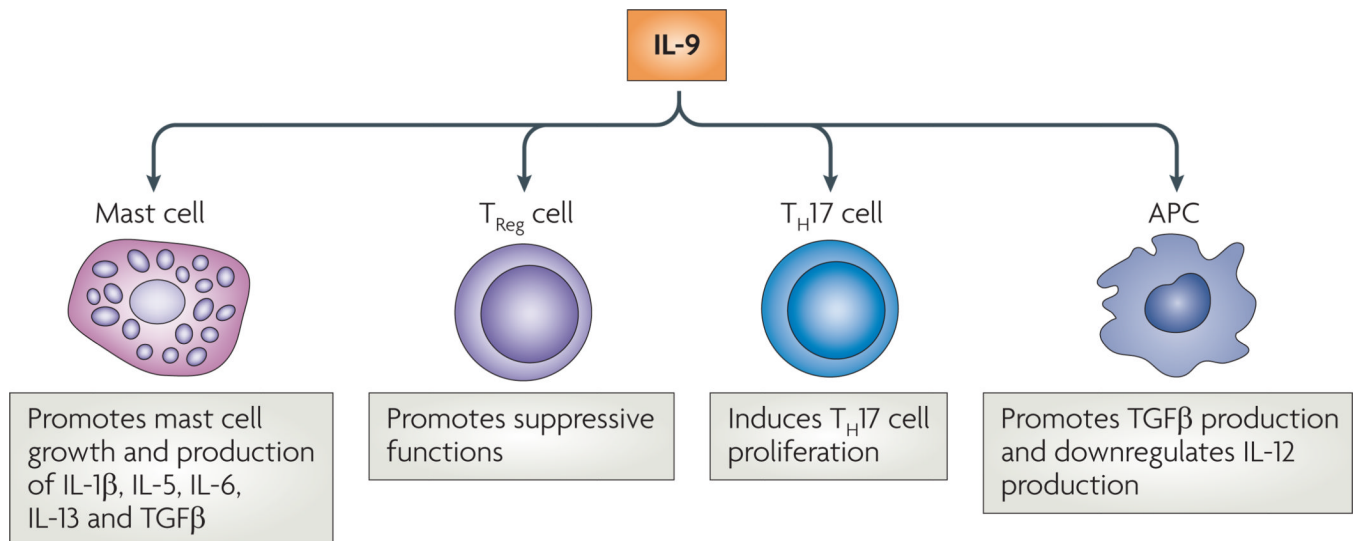 IL-9
Mast cell
TReg cell
TH17 cell
APC
Promotes mast cell
growth and production
of IL-1β, IL-5, IL-6,
IL-13 and TGFβ
Promotes suppressive
functions
Induces TH17 cell
proliferation
Promotes TGFβ production
and downregulates IL-12
production